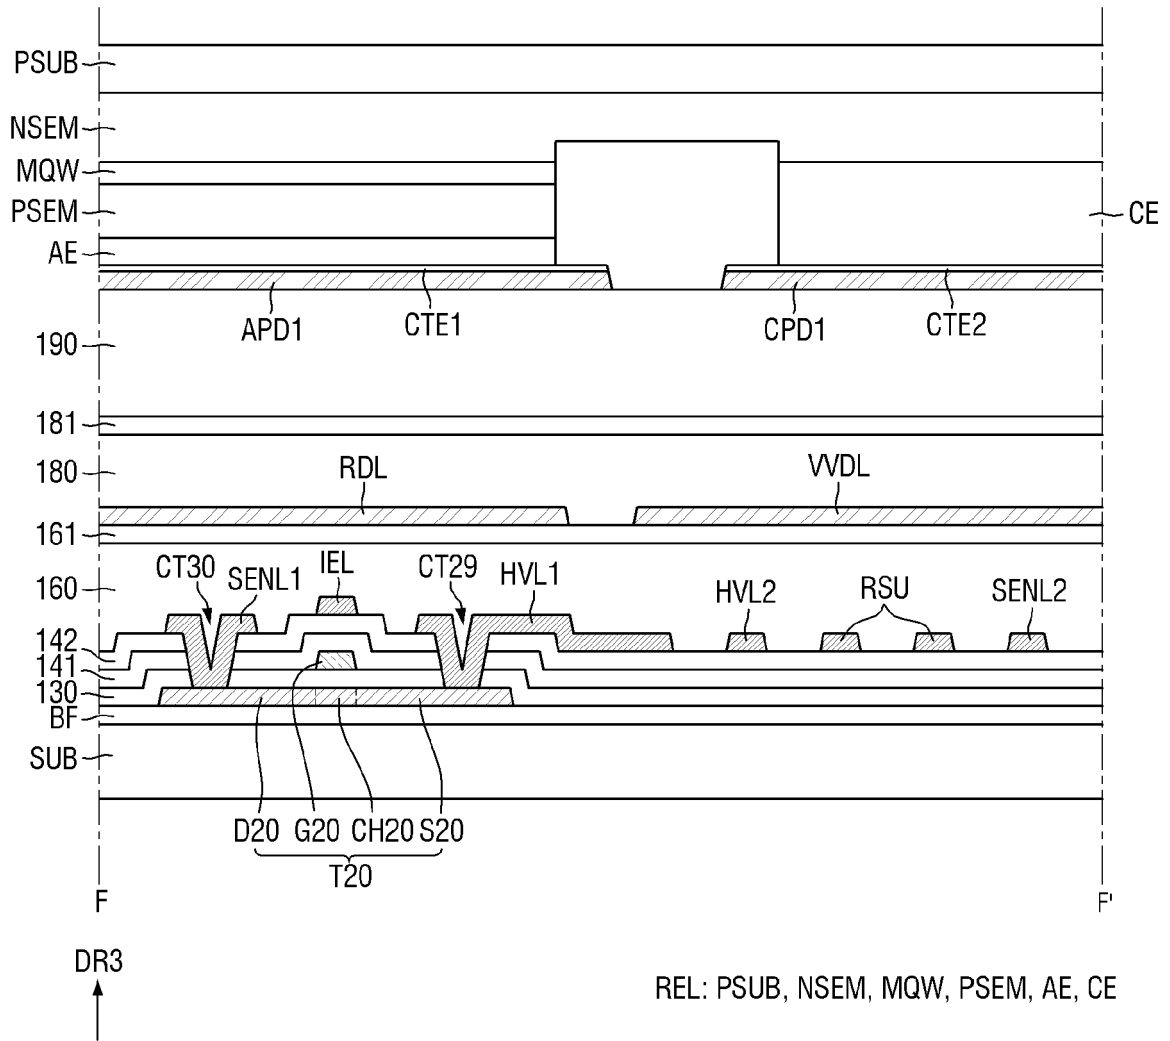 PSUB
NSEM
MQW
PSEM
CE
AE
APD1
CTE1
CPD1
CTE2
190
181
180
RDL
VVDL
161
CT30
SENL1
IEL
CT29
HVL1
160
HVL2
RSU
SENL2
142
141
130
BF
SUB
D20
G20
CH20
S20
T20
F
F'
DR3
REL: PSUB, NSEM, MQW, PSEM, AE, CE